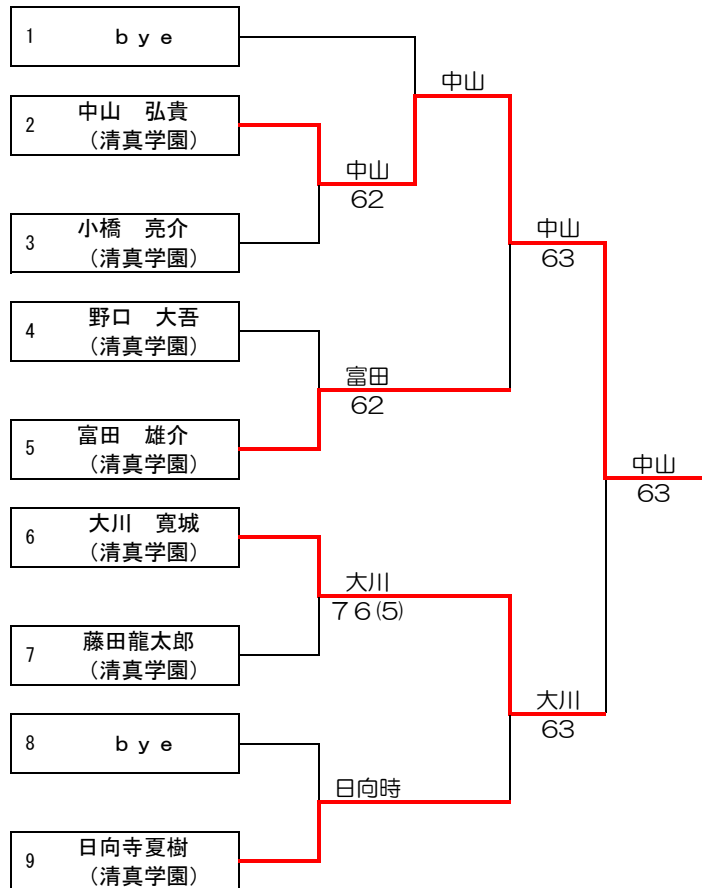 1 bye
2 中山 弘貴
(清真学園)
3 小橋 亮介
(清真学園)
4 野口 大吾
(清真学園)
5 富田 雄介
(清真学園)
6 大川 寛城
(清真学園)
7 藤田龍太郎
(清真学園)
8 bye
9 日向寺夏樹
(清真学園)
中山
62
富田
62
大川
76(5)
日向時
中山
中山
63
大川
63
中山
63